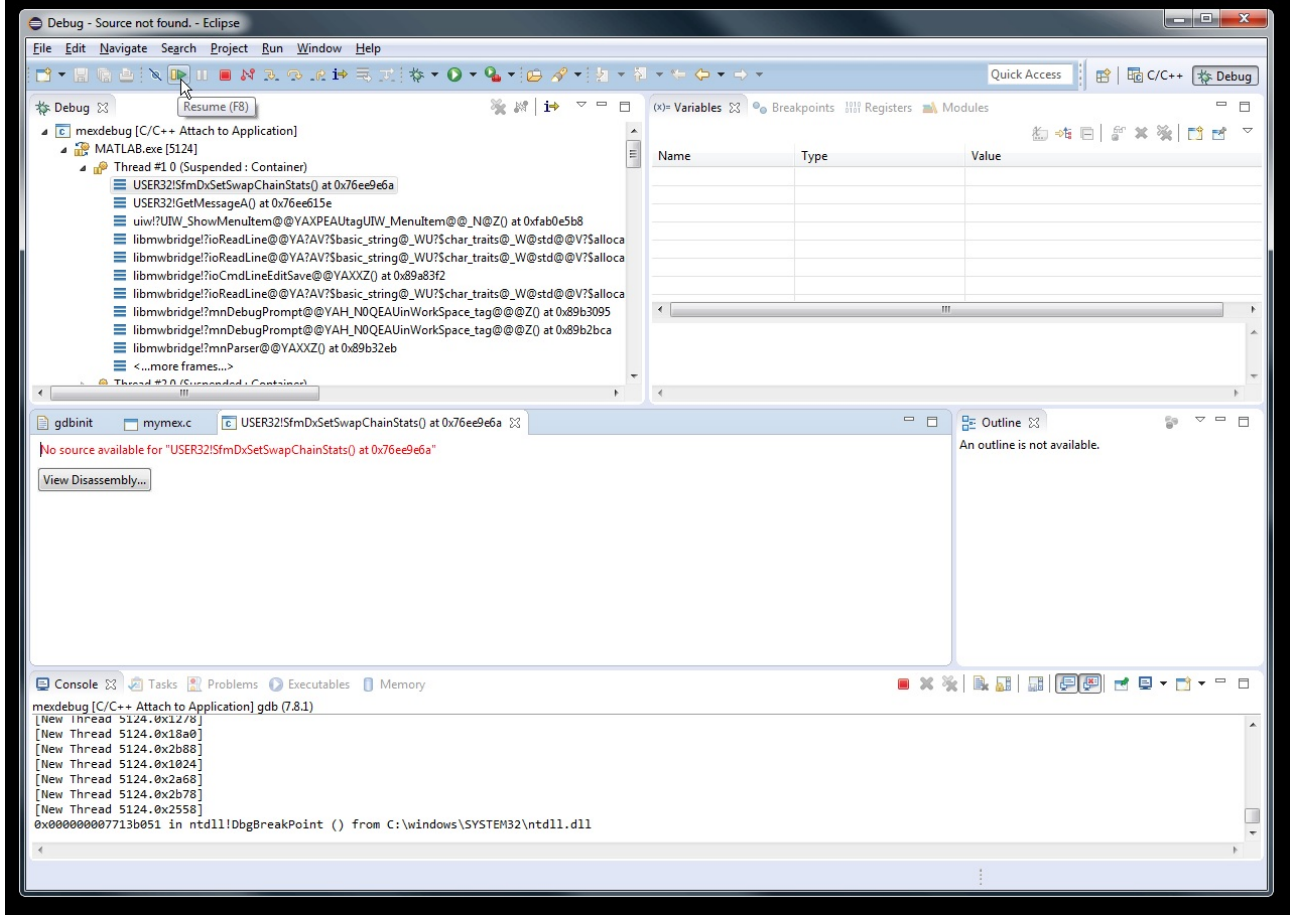 Debug - Source not found. - Eclipse
File Edit Navigate Search Project Run Window Help
Quick Access C/C++ Debug
Debug
Resume (F8)
mexdebug [C/C++ Attach to Application]
MATLAB.exe [5124]
Thread #1 0 (Suspended : Container)
USER32!SfmDxSetSwapChainStats() at 0x76ee9e6a
USER32!GetMessageA() at 0x76ee615e
uiw!?UIW_ShowMenuItem@@YAXPEAUtagUIW_MenuItem@@_N@Z() at 0xfab0e5b8
libmwbridge!?ioReadLine@@YA?AV?$basic_string@_WU?$char_traits@_W@std@@V?$alloca
libmwbridge!?ioReadLine@@YA?AV?$basic_string@_WU?$char_traits@_W@std@@V?$alloca
libmwbridge!?ioCmdLineEditSave@@YAXXZ() at 0x89a83f2
libmwbridge!?ioReadLine@@YA?AV?$basic_string@_WU?$char_traits@_W@std@@V?$alloca
libmwbridge!?mnDebugPrompt@@YAH_N0QEAUinWorkSpace_tag@@@Z() at 0x89b3095
libmwbridge!?mnDebugPrompt@@YAH_N0QEAUinWorkSpace_tag@@@Z() at 0x89b2bca
libmwbridge!?mnParser@@YAXXZ() at 0x89b32eb
<...more frames...>
Thread #2 0 (Suspended : Container)
(x)= Variables Breakpoints Registers Modules
Name Type Value
gdbinit mymex.c USER32!SfmDxSetSwapChainStats() at 0x76ee9e6a
No source available for "USER32!SfmDxSetSwapChainStats() at 0x76ee9e6a"
View Disassembly...
Outline
An outline is not available.
Console Tasks Problems Executables Memory
mexdebug [C/C++ Attach to Application] gdb (7.8.1)
[New Thread 5124.0x1278]
[New Thread 5124.0x18a0]
[New Thread 5124.0x2b88]
[New Thread 5124.0x1024]
[New Thread 5124.0x2a68]
[New Thread 5124.0x2b78]
[New Thread 5124.0x2558]
0x000000007713b051 in ntdll!DbgBreakPoint () from C:\windows\SYSTEM32\ntdll.dll